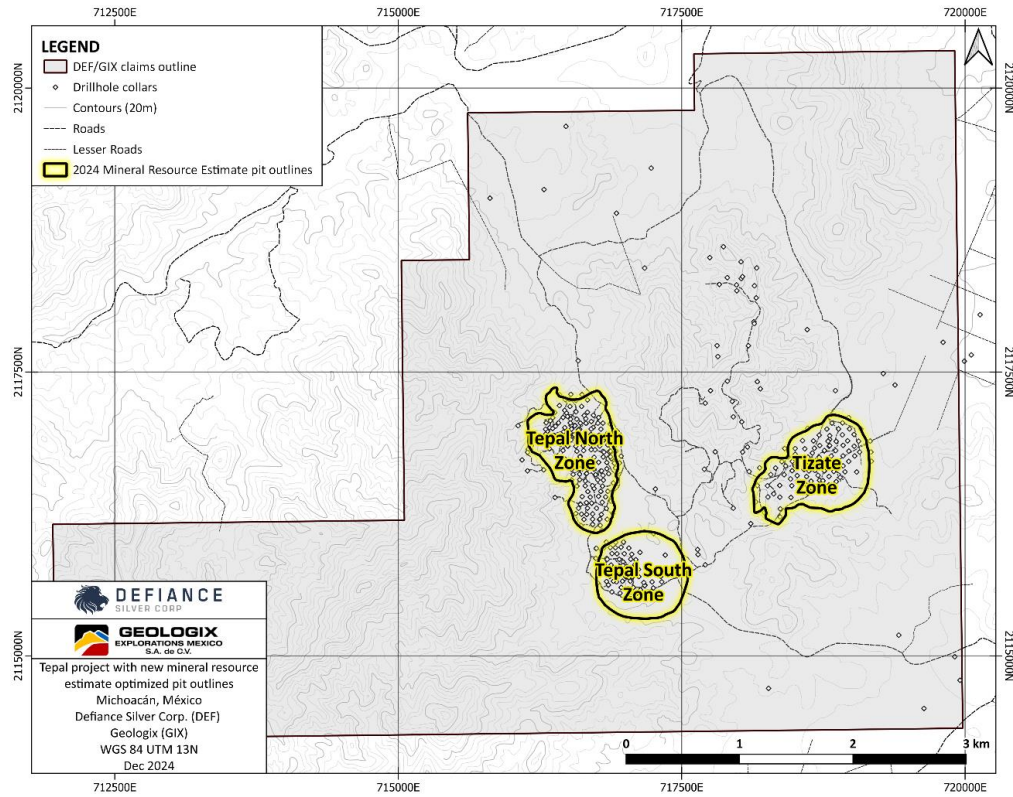 712500E
715000E
717500E
720000E
LEGEND
DEF/GIX claims outline
Drillhole collars
Contours (20m)
Roads
Lesser Roads
2024 Mineral Resource Estimate pit outlines
2120000N
2120000N
2117500N
2117500N
Tepal North
Zone
Tizate
Zone
Tepal South
Zone
DEFIANCE
SILVER CORP
GEOLOGIX
EXPLORATIONS MEXICO
S.A. de C.V.
2115000N
2115000N
Tepal project with new mineral resource
estimate optimized pit outlines
Michoacán, México
Defiance Silver Corp. (DEF)
Geologix (GIX)
WGS 84 UTM 13N
Dec 2024
0 1 2 3 km
712500E
715000E
717500E
720000E